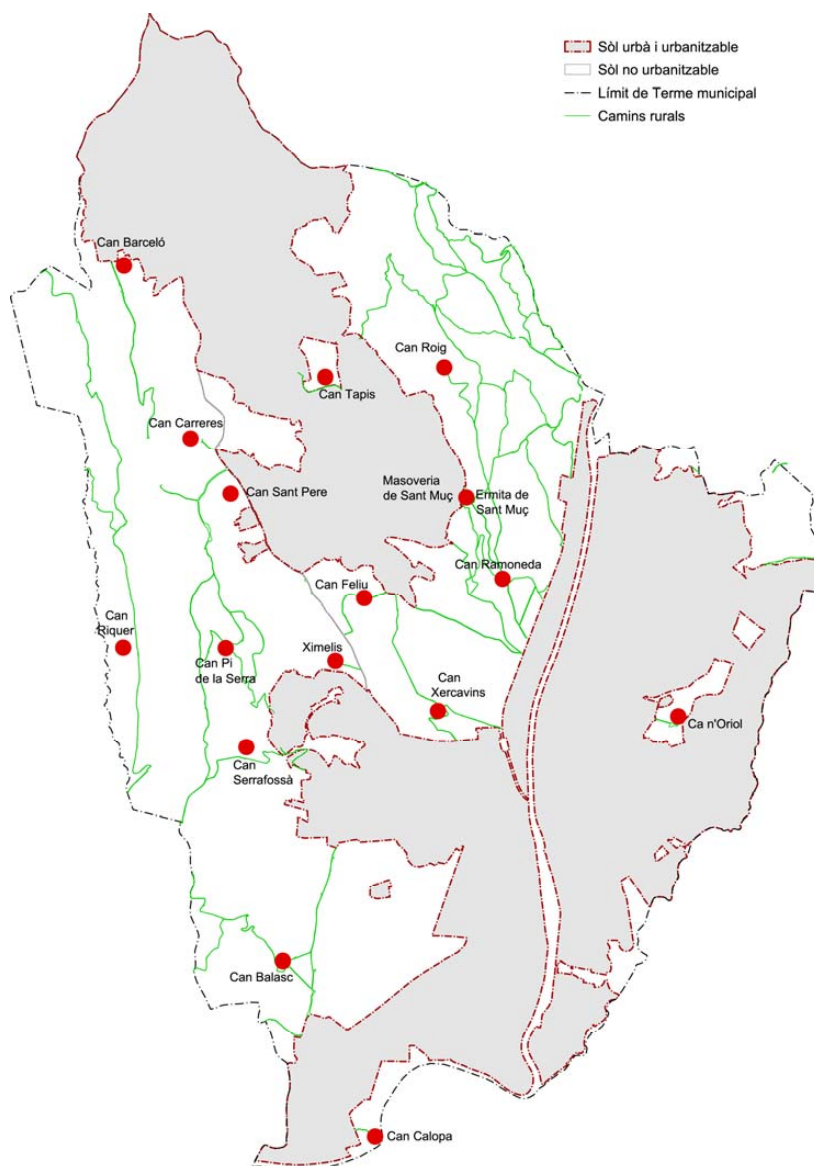 Sòl urbà i urbanitzable
Sòl no urbanitzable
Límit de Terme municipal
Camins rurals
Can Barceló
Can Roig
Can Tapis
Can Carreres
Masoveria
de Sant Muç
Ermita de
Sant Muç
Can Sant Pere
Can Ramoneda
Can Feliu
Can
Riquer
Ximelis
Can Pi
de la Serra
Can
Xercavins
Ca n'Oriol
Can
Serrafossà
Can Balasc
Can Calopa